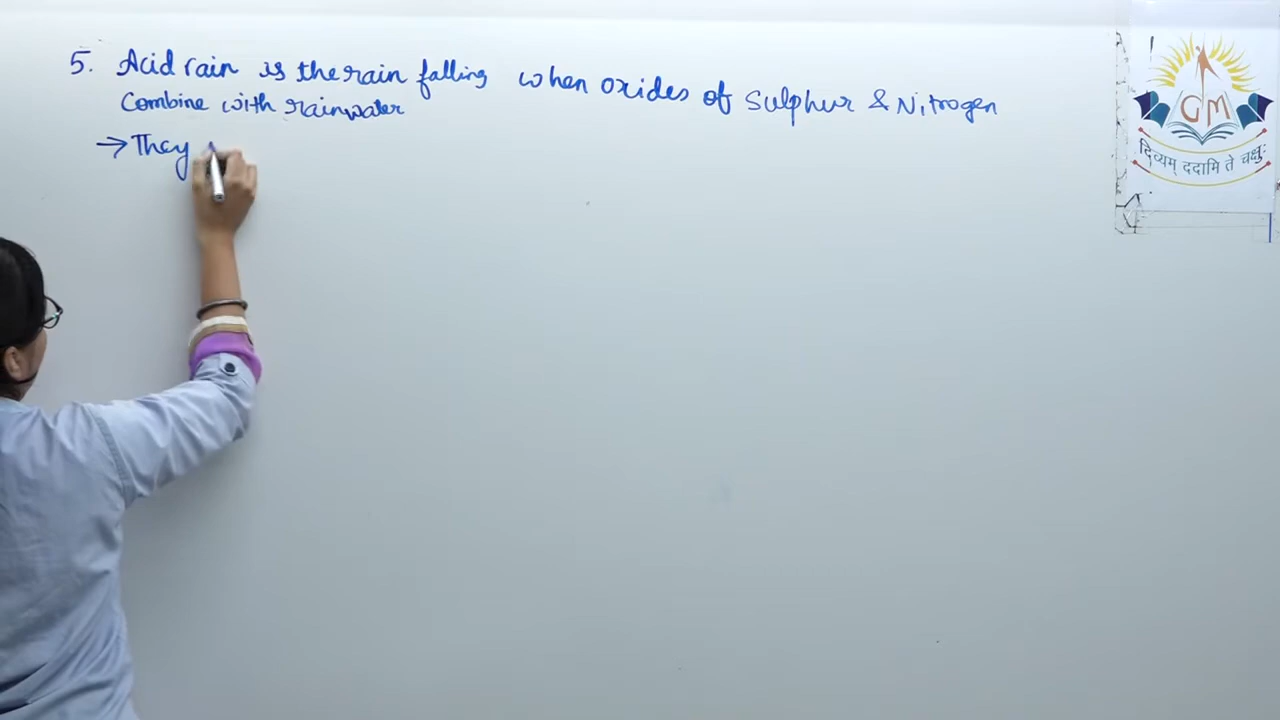 5. Acid rain is the rain falling when oxides of Sulphur & Nitrogen
Combine with rainwater
→ They
GM
दिव्यम् ददामि ते चक्षुः